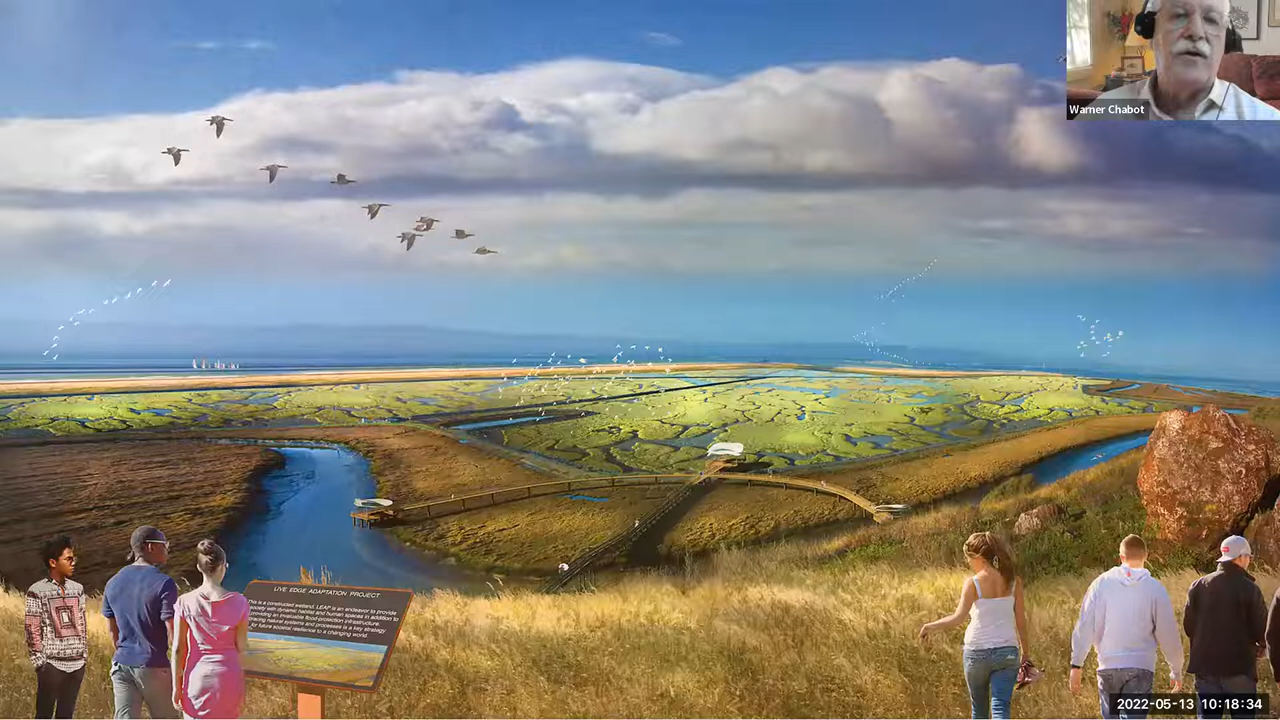 Warner Chabot
LIVE EDGE ADAPTATION PROJECT
This is a constructed wetland. LEAP is an endeavor to provide
society with dynamic habitat and human spaces in addition to
providing an invaluable flood-protection infrastructure.
natural systems and processes is a key strategy
for future societal resilience to a changing world.
2022-05-13 10:18:34